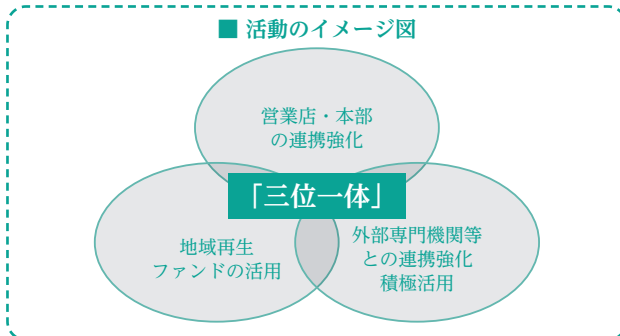 ■ 活動のイメージ図
営業店・本部
の連携強化
「三位一体」
地域再生
ファンドの活用
外部専門機関等
との連携強化
積極活用